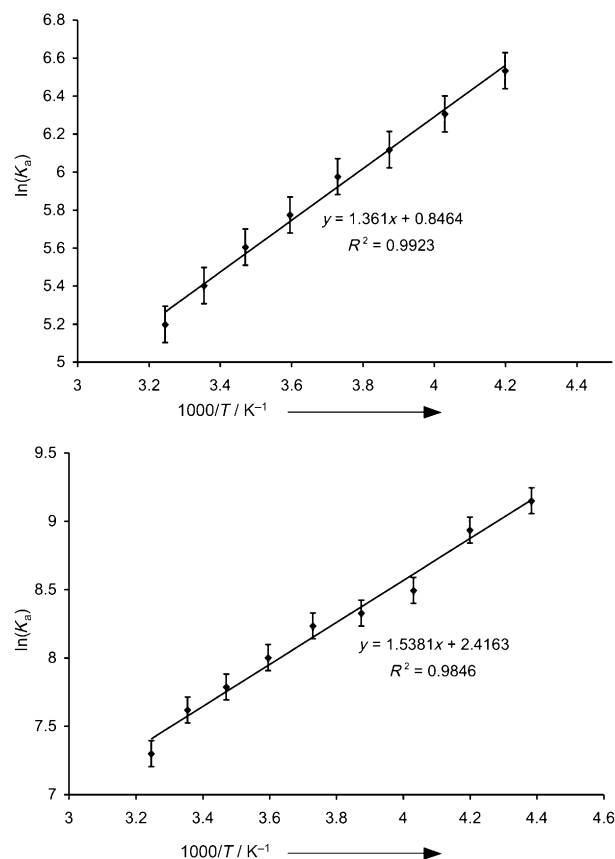 6.8
6.6
6.4
6.2
6
5.8
5.6
5.4
5.2
5
ln(Kₐ)
y = 1.361x + 0.8464
R² = 0.9923
3 3.2 3.4 3.6 3.8 4 4.2 4.4
1000/T / K⁻¹
9.5
9
8.5
8
7.5
7
ln(Kₐ)
y = 1.5381x + 2.4163
R² = 0.9846
3 3.2 3.4 3.6 3.8 4 4.2 4.4 4.6
1000/T / K⁻¹